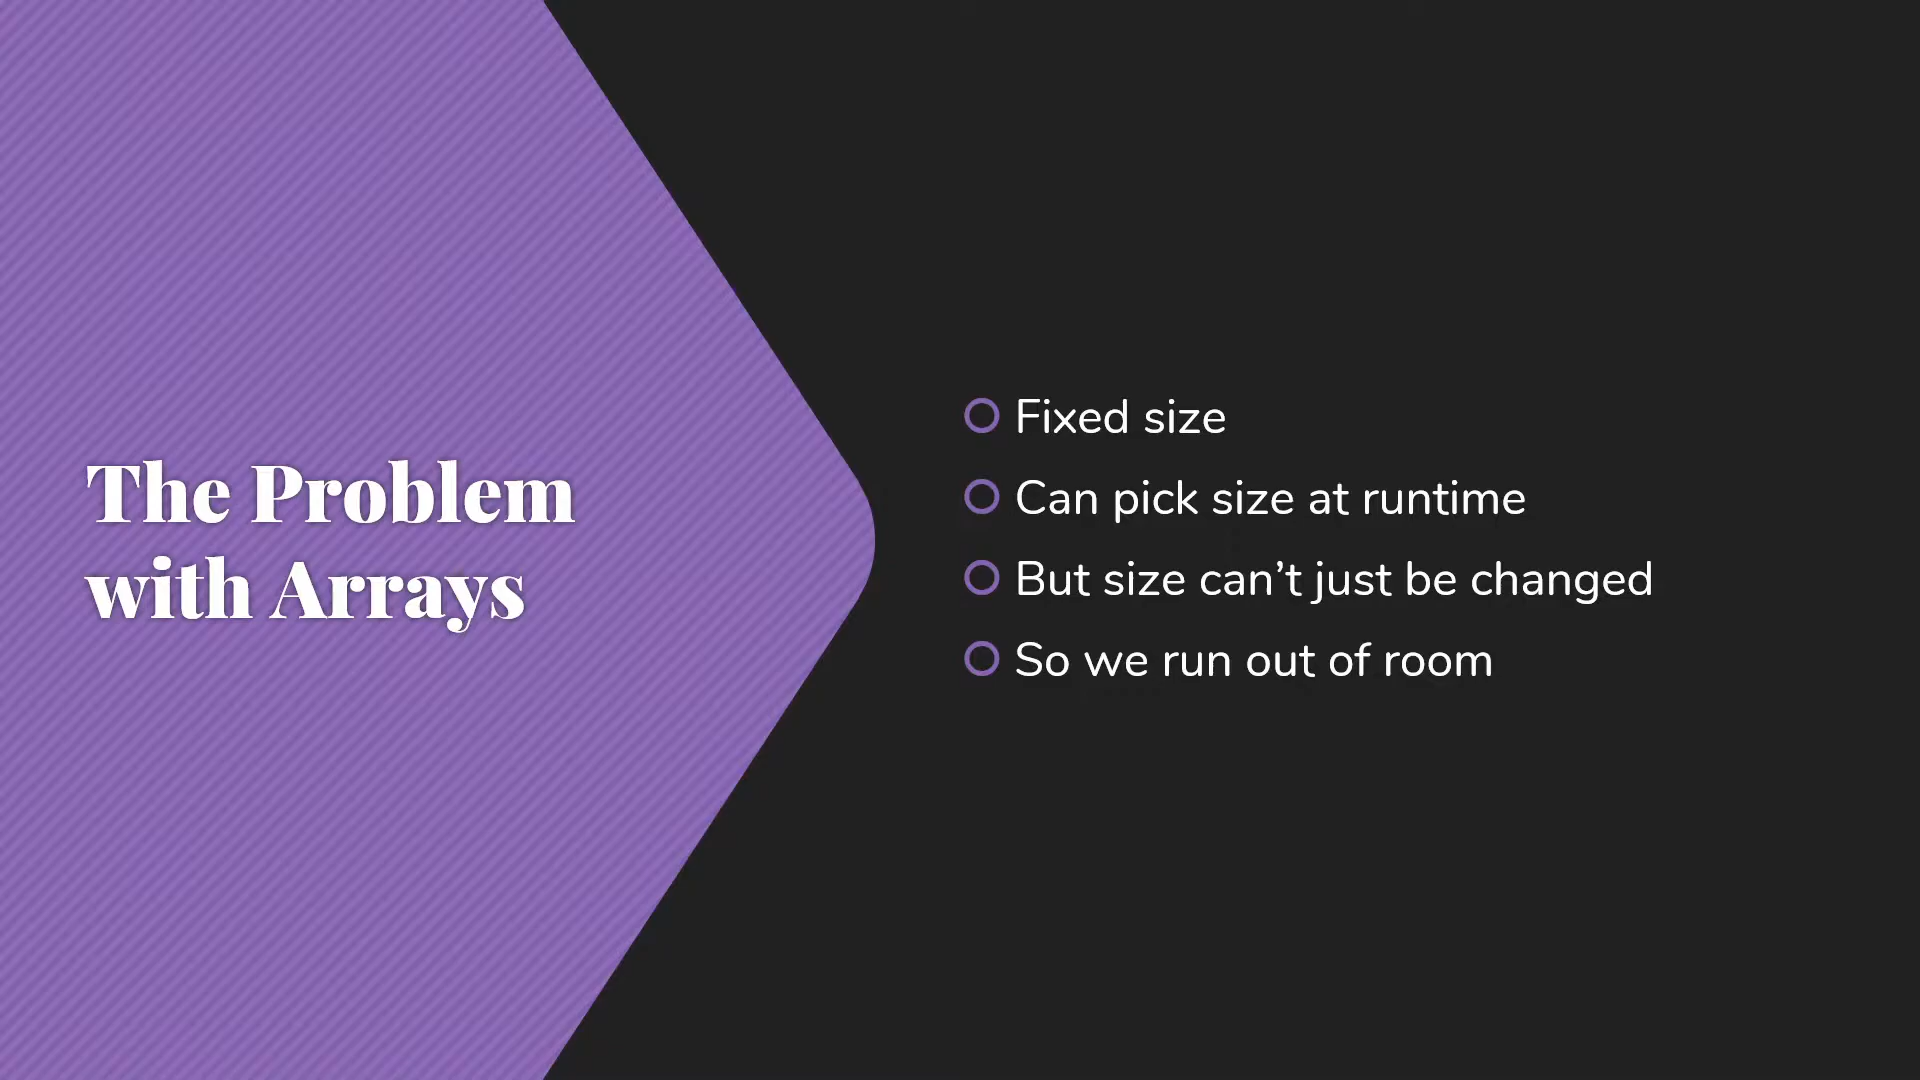 The Problem
with Arrays
Fixed size
Can pick size at runtime
But size can’t just be changed
So we run out of room